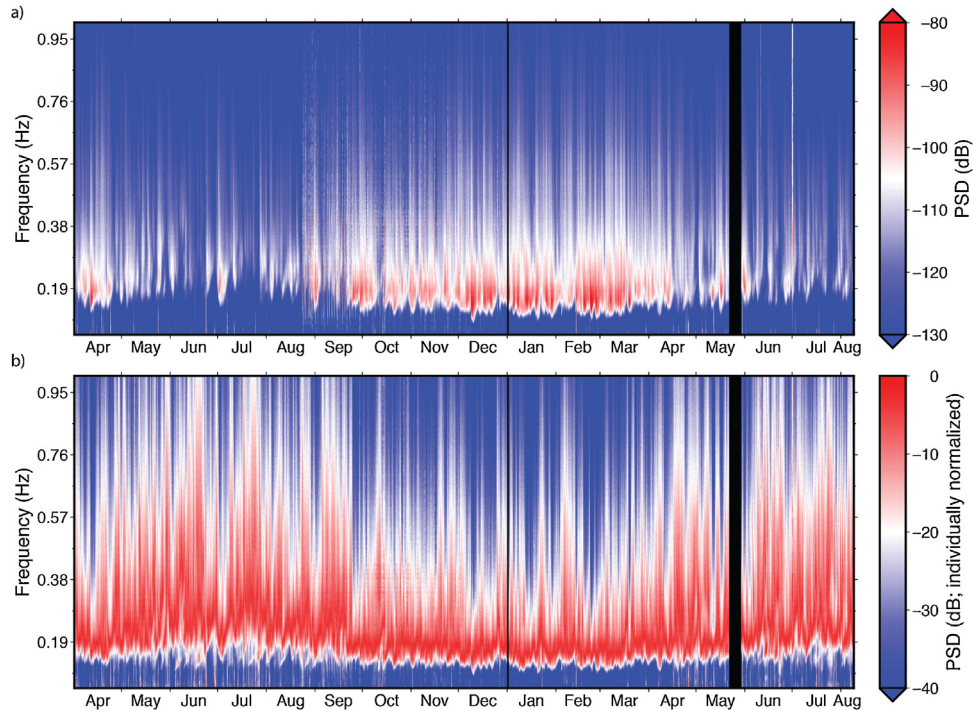 a)
0.95
0.76
0.57
0.38
0.19
Frequency (Hz)
Apr May Jun Jul Aug Sep Oct Nov Dec Jan Feb Mar Apr May Jun Jul Aug
−80
−90
−100
−110
−120
−130
PSD (dB)
b)
0.95
0.76
0.57
0.38
0.19
Frequency (Hz)
Apr May Jun Jul Aug Sep Oct Nov Dec Jan Feb Mar Apr May Jun Jul Aug
0
−10
−20
−30
−40
PSD (dB; individually normalized)